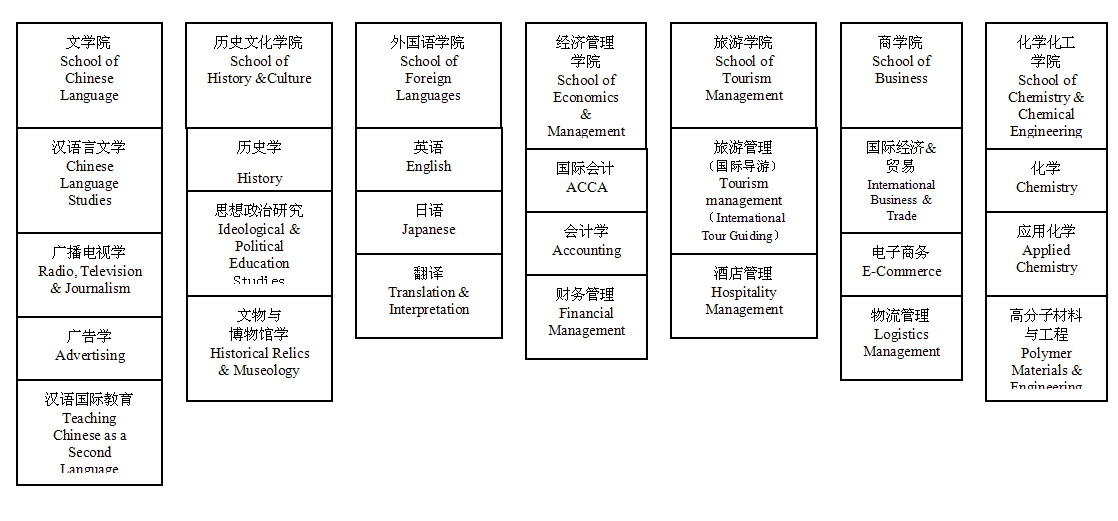 文学院
School of
Chinese
Language
汉语言文学
Chinese
Language
Studies
广播电视学
Radio, Television
& Journalism
广告学
Advertising
汉语国际教育
Teaching
Chinese as a
Second
Language
历史文化学院
School of
History &Culture
历史学
History
思想政治研究
Ideological &
Political
Education
Studies
文物与
博物馆学
Historical Relics
& Museology
外国语学院
School of
Foreign
Languages
英语
English
日语
Japanese
翻译
Translation &
Interpretation
经济管理
学院
School of
Economics
&
Management
国际会计
ACCA
会计学
Accounting
财务管理
Financial
Management
旅游学院
School of
Tourism
Management
旅游管理
（国际导游）
Tourism
management
（International
Tour Guiding）
酒店管理
Hospitality
Management
商学院
School of
Business
国际经济&
贸易
International
Business &
Trade
电子商务
E-Commerce
物流管理
Logistics
Management
化学化工
学院
School of
Chemistry &
Chemical
Engineering
化学
Chemistry
应用化学
Applied
Chemistry
高分子材料
与工程
Polymer
Materials &
Engineering